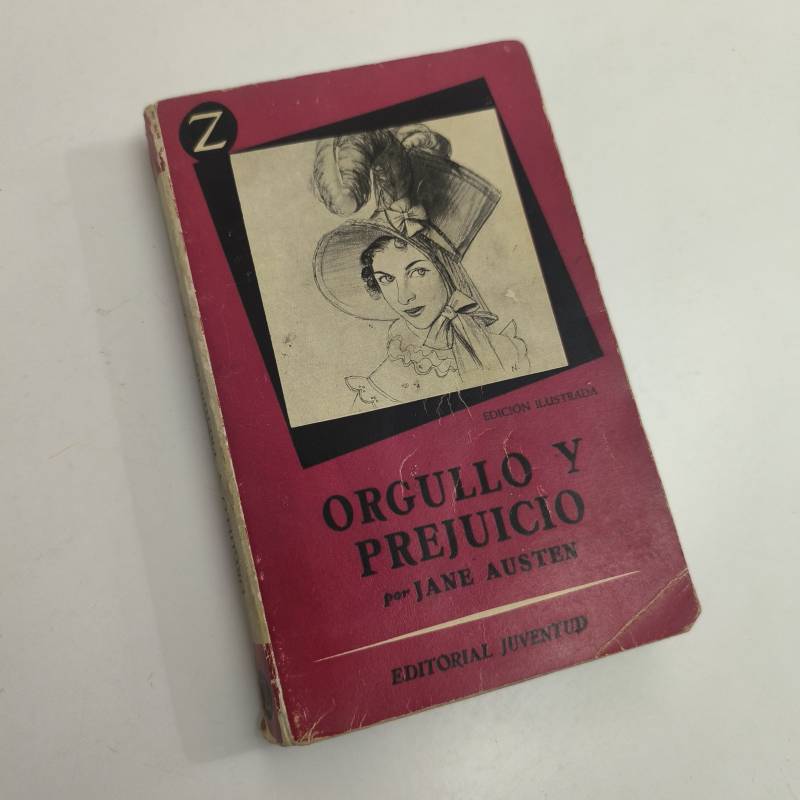 Z
EDICIÓN ILUSTRADA
ORGULLO Y
PREJUICIO
por JANE AUSTEN
EDITORIAL JUVENTUD